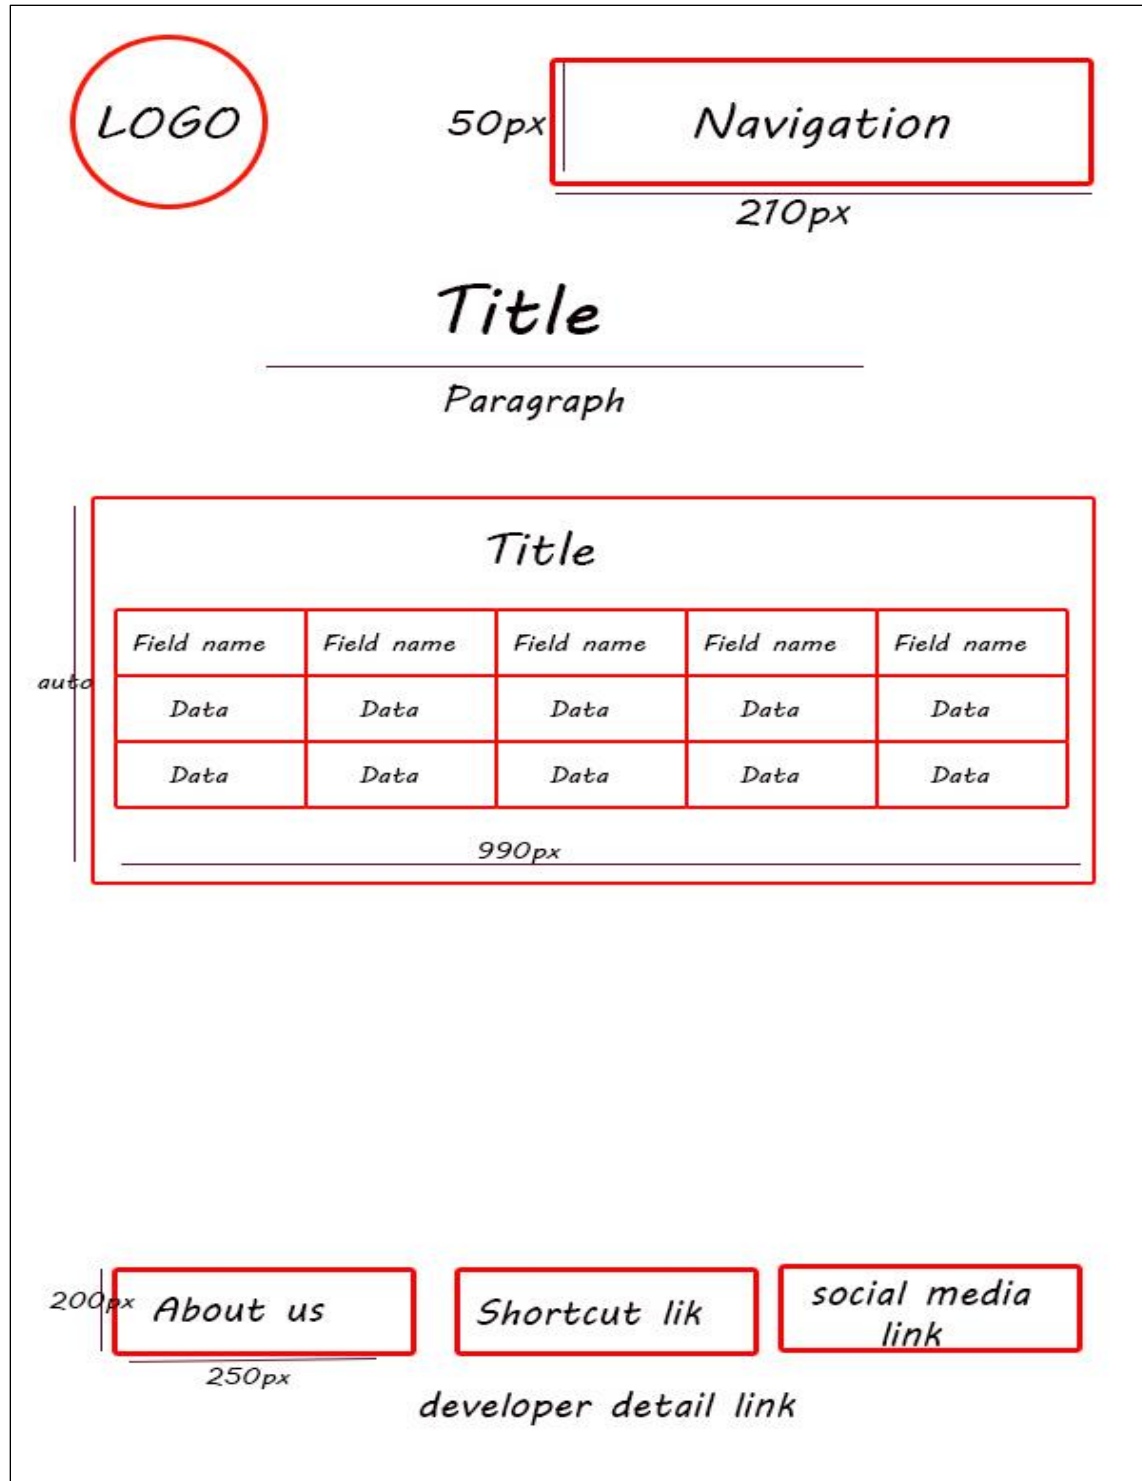 LOGO
50px
Navigation
210px
Title
Paragraph
Title
Field name Field name Field name Field name Field name
auto
Data Data Data Data Data
Data Data Data Data Data
990px
200px
About us
Shortcut lik
social media
link
250px
developer detail link